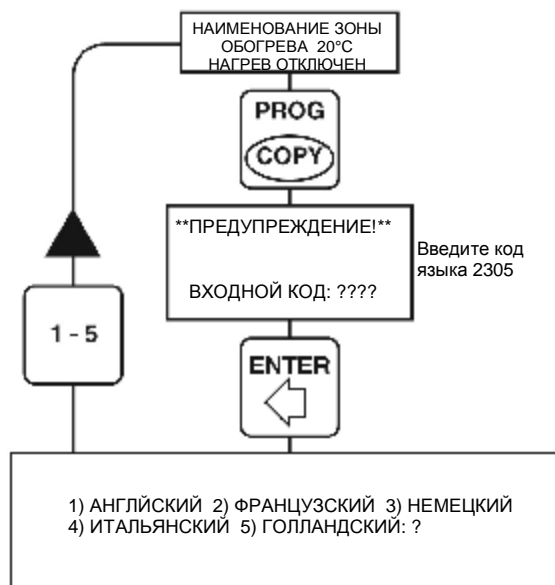 НАИМЕНОВАНИЕ ЗОНЫ
ОБОГРЕВА 20°C
НАГРЕВ ОТКЛЮЧЕН
PROG
COPY
**ПРЕДУПРЕЖДЕНИЕ!**
Введите код
языка 2305
ВХОДНОЙ КОД: ????
1 - 5
ENTER
1) АНГЛЙСКИЙ 2) ФРАНЦУЗСКИЙ 3) НЕМЕЦКИЙ
4) ИТАЛЬЯНСКИЙ 5) ГОЛЛАНДСКИЙ: ?